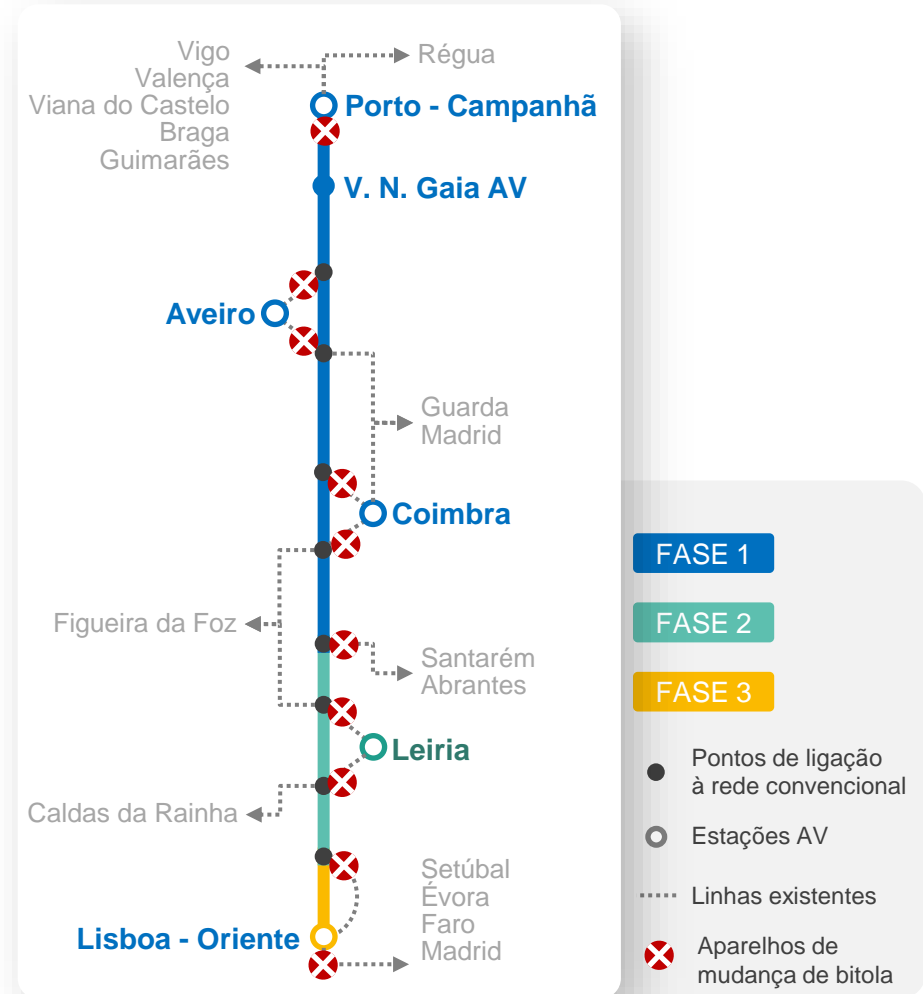 Vigo
Valença
Viana do Castelo
Braga
Guimarães
Régua
Porto - Campanhã
V. N. Gaia AV
Aveiro
Guarda
Madrid
Coimbra
Figueira da Foz
Santarém
Abrantes
Leiria
Caldas da Rainha
Setúbal
Évora
Faro
Madrid
Lisboa - Oriente
FASE 1
FASE 2
FASE 3
Pontos de ligação
à rede convencional
Estações AV
Linhas existentes
Aparelhos de
mudança de bitola